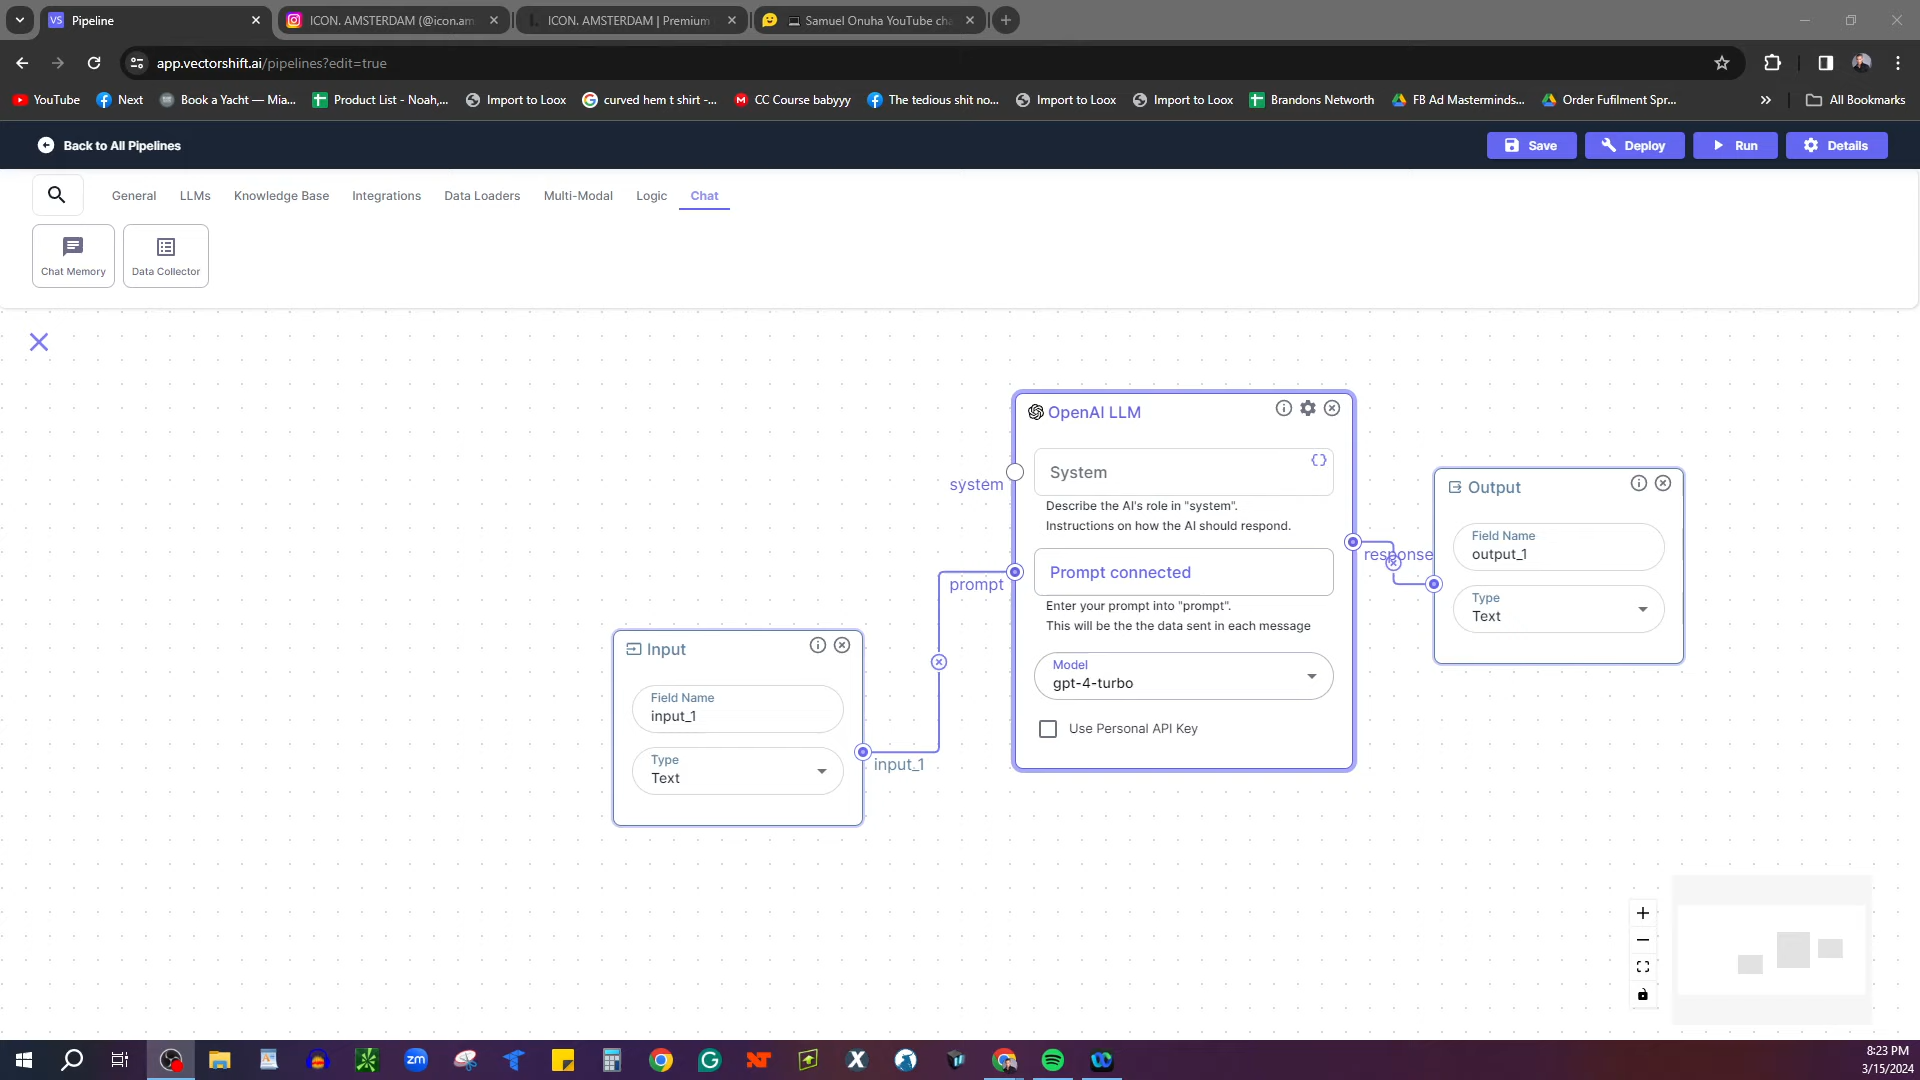 VS Pipeline
ICON. AMSTERDAM (@icon.am
ICON. AMSTERDAM | Premium
Samuel Onuha YouTube cha
app.vectorshift.ai/pipelines?edit=true
YouTube
Next
Book a Yacht — Mia...
Product List - Noah,...
Import to Loox
curved hem t shirt -...
CC Course babyyy
The tedious shit no...
Import to Loox
Import to Loox
Brandons Networth
FB Ad Masterminds...
Order Fufilment Spr...
All Bookmarks
Back to All Pipelines
Save
Deploy
Run
Details
General
LLMs
Knowledge Base
Integrations
Data Loaders
Multi-Modal
Logic
Chat
Chat Memory
Data Collector
OpenAI LLM
system
System
{}
Describe the AI's role in "system".
Instructions on how the AI should respond.
prompt
Prompt connected
Enter your prompt into "prompt".
This will be the the data sent in each message
Model
gpt-4-turbo
Use Personal API Key
response
Output
Field Name
output_1
Type
Text
Input
Field Name
input_1
Type
Text
input_1
zm
8:23 PM
3/15/2024